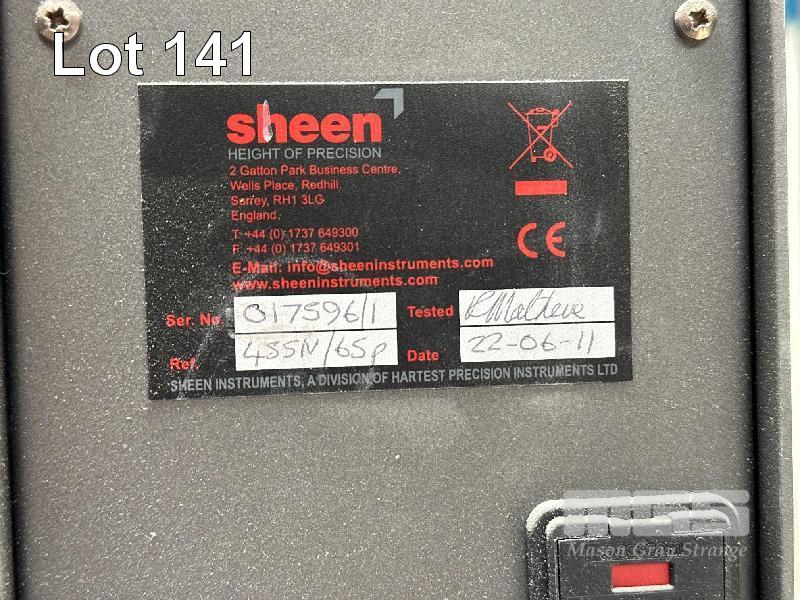 Lot 141
sheen
HEIGHT OF PRECISION
2 Gatton Park Business Centre,
Wells Place, Redhill,
Surrey, RH1 3LG
England.
T: +44 (0) 1737 649300
F: +44 (0) 1737 649301
E-Mail: info@sheeninstruments.com
www.sheeninstruments.com
CE
Ser. No. 017596/1 Tested
Ref. 455N/65p Date 22-06-11
SHEEN INSTRUMENTS, A DIVISION OF HARTEST PRECISION INSTRUMENTS LTD
MGS
Mason Gray Strange